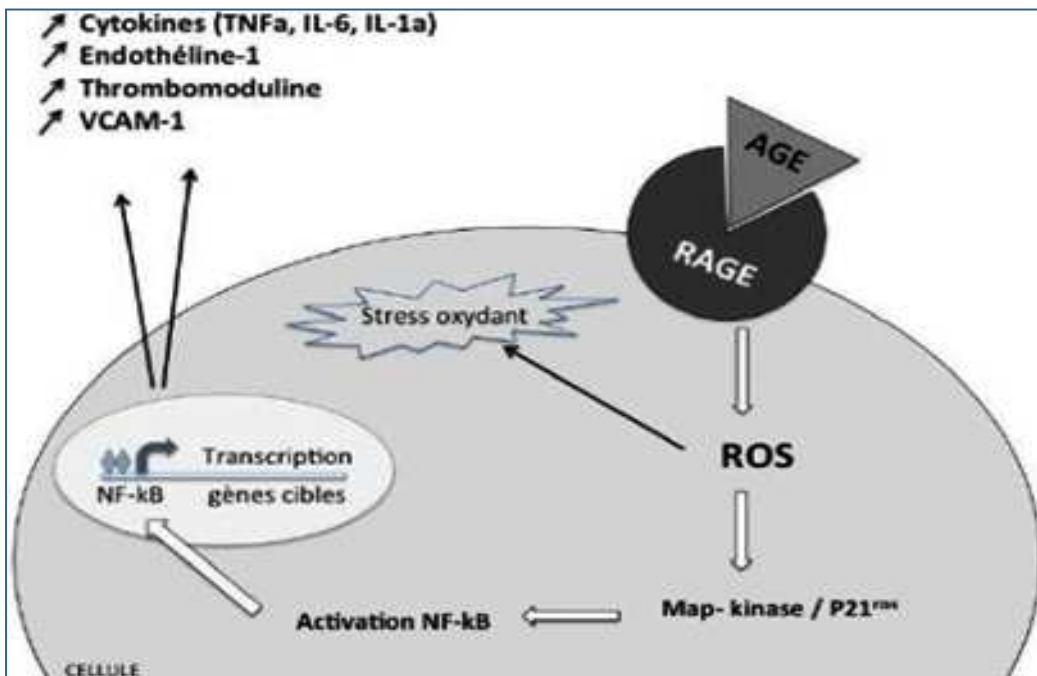 Cytokines (TNFa, IL-6, IL-1a)
Endothéline-1
Thrombomoduline
VCAM-1
AGE
RAGE
Stress oxydant
ROS
Transcription
NF-kB gènes cibles
Map- kinase / P21ras
Activation NF-kB
CELLULE